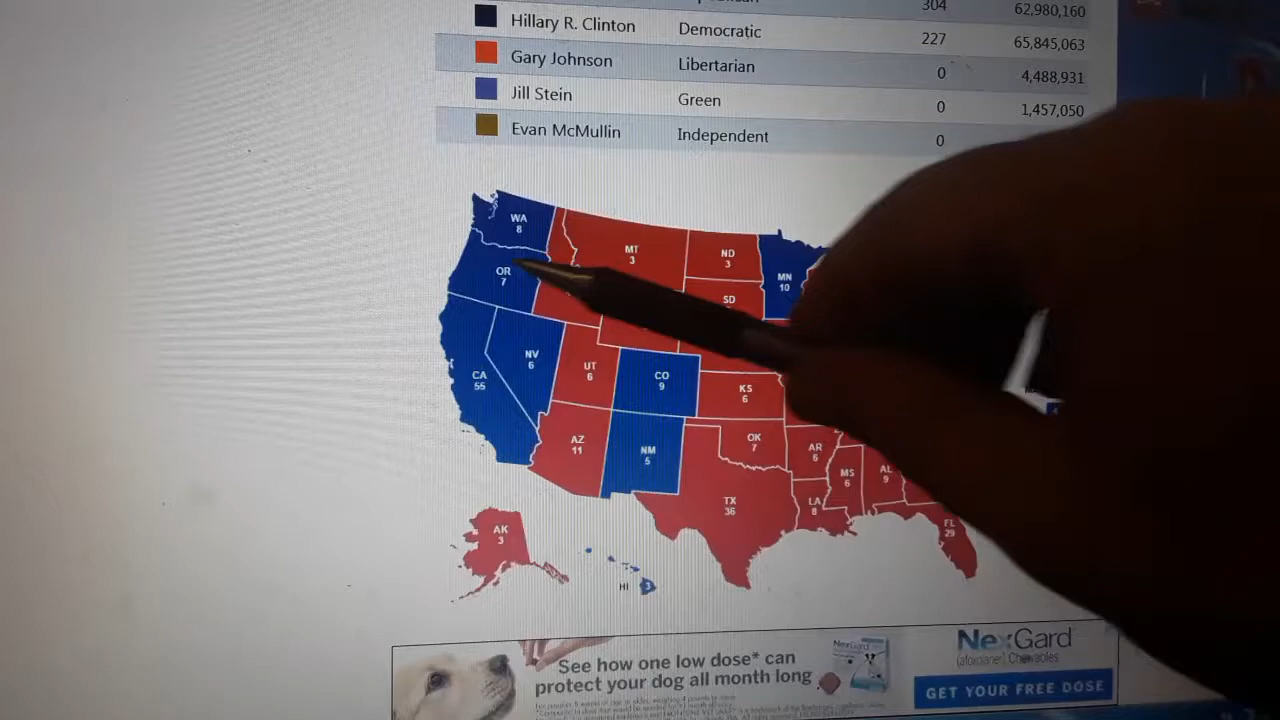 304 62,980,160
Hillary R. Clinton Democratic 227 65,845,063
Gary Johnson Libertarian 0 4,488,931
Jill Stein Green 0 1,457,050
Evan McMullin Independent 0
WA
8
MT
3
ND
3
MN
10
OR
7
SD
NV
6
CA
55
UT
6
CO
9
KS
6
AZ
11
NM
5
OK
7
AR
6
MS
6
AL
9
TX
36
LA
8
FL
29
AK
3
HI 3
See how one low dose* can
protect your dog all month long
NexGard
(afoxolaner) Chewables
GET YOUR FREE DOSE